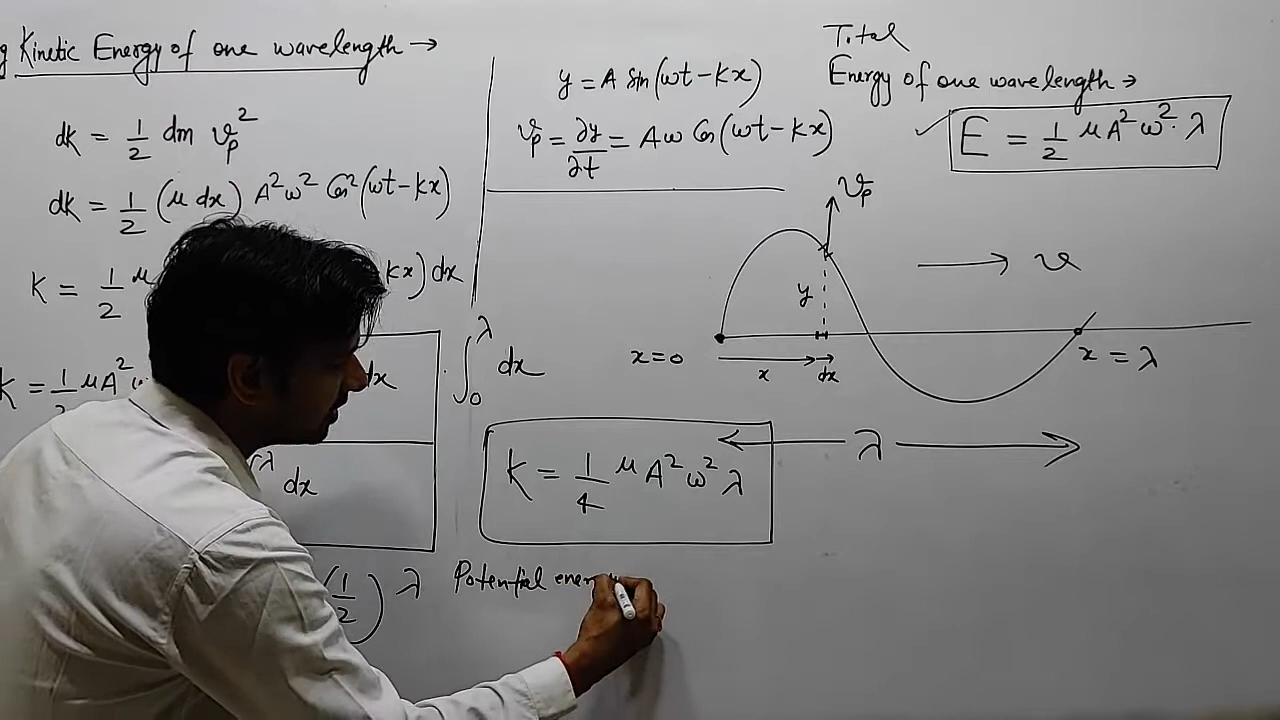 g Kinetic Energy of one wavelength →
dk = 1/2 dm v_p^2
dk = 1/2 (μ dx) A^2 ω^2 Cos^2 (ωt - kx)
K = 1/2 μ kx) dx
K = 1/2 μ A^2 ω dx . ∫_0^λ dx
λ dx
(1/2) λ
y = A Sin (ωt - kx)
v_p = ∂y/∂t = Aω Cos (ωt - kx)
K = 1/4 μ A^2 ω^2 λ
Potential energy
Total
Energy of one wavelength →
✓ E = 1/2 μ A^2 ω^2 . λ
v_p
→ v
y
x=0
x dx
x = λ
← λ →